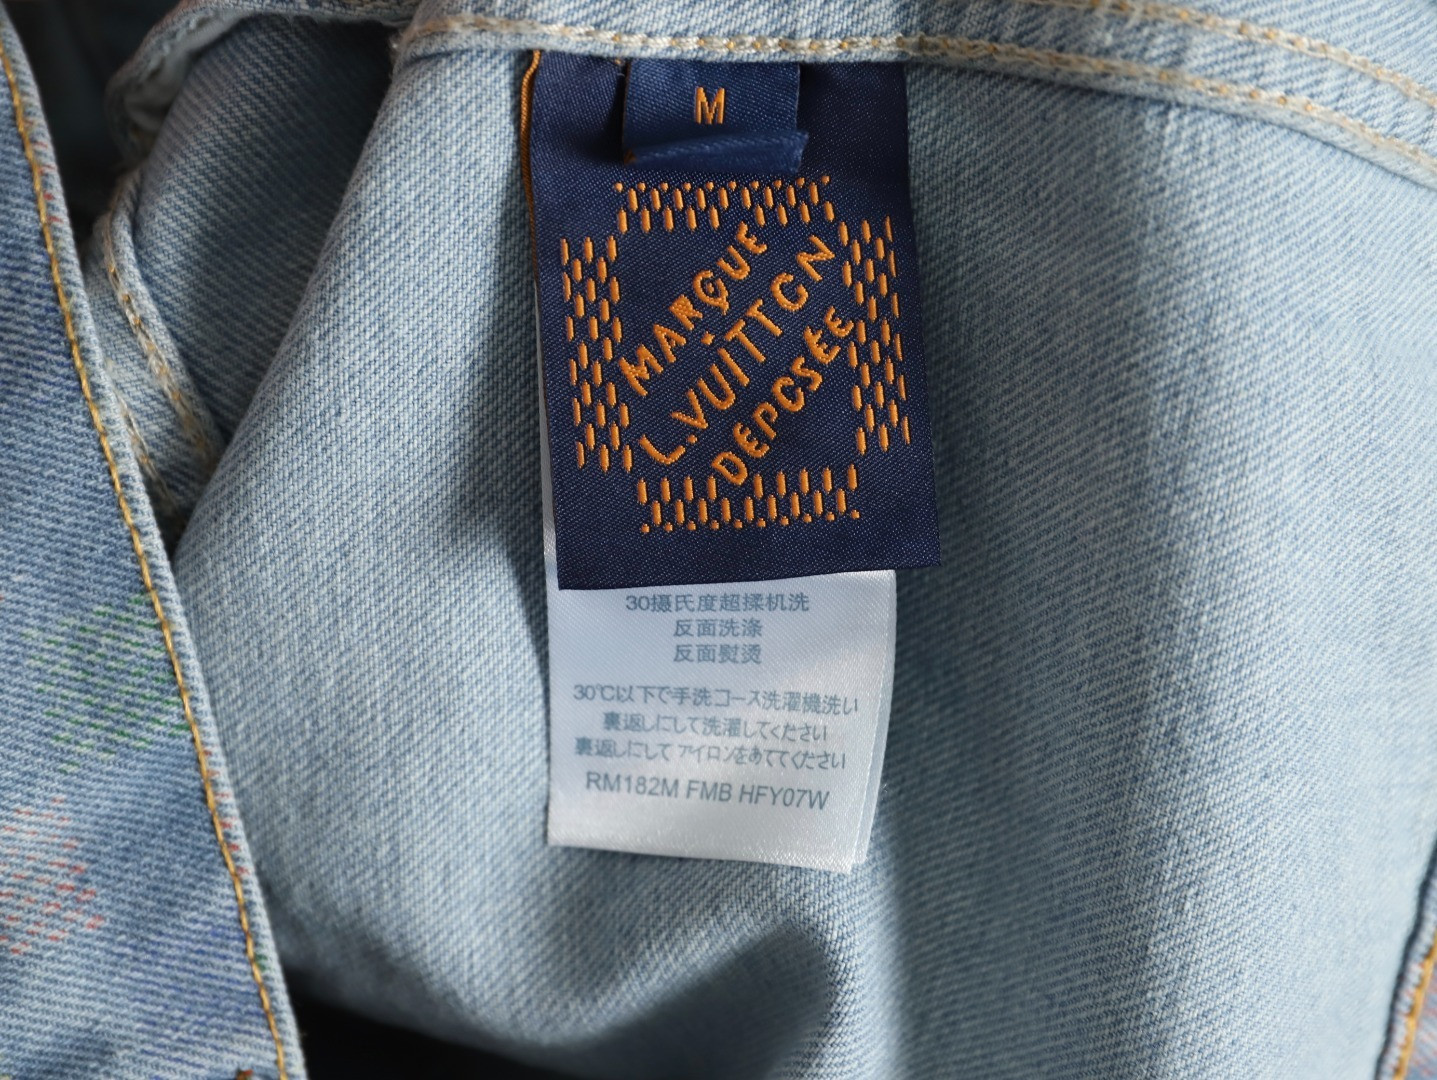 M
MARQUE
L.VUITTON
DÉPOSÉE
30摄氏度超揉机洗
反面洗涤
反面熨烫
30℃以下で手洗コース洗濯機洗い
裏返しにして洗濯してください
裏返しにしてアイロンをあててください
RM182M FMB HFY07W